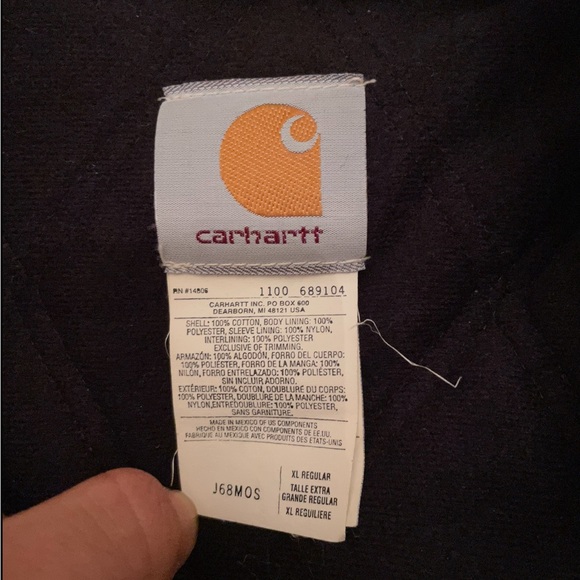 carhartt
RN #14806
1100 689104
CARHARTT INC. PO BOX 600
DEARBORN, MI 48121 USA
SHELL: 100% COTTON, BODY LINING: 100%
POLYESTER, SLEEVE LINING: 100% NYLON,
INTERLINING: 100% POLYESTER
EXCLUSIVE OF TRIMMING.
ARMAZÓN: 100% ALGODÓN, FORRO DEL CUERPO:
100% POLIÉSTER, FORRO DE LA MANGA: 100%
NILÓN, FORRO ENTRELAZADO: 100% POLIÉSTER,
SIN INCLUIR ADORNO.
EXTÉRIEUR: 100% COTON, DOUBLURE DU CORPS:
100% POLYESTER, DOUBLURE DE LA MANCHE: 100%
NYLON, ENTREDOUBLURE: 100% POLYESTER,
SANS GARNITURE.
MADE IN MEXICO OF US COMPONENTS
HECHO EN MEXICO CON COMPONENTES DE EE.UU.
FABRIQUE AU MEXIQUE AVEC PRODUITS DES ETATS-UNIS
J68MOS
XL REGULAR
TALLE EXTRA
GRANDE REGULAR
XL REGULIERE